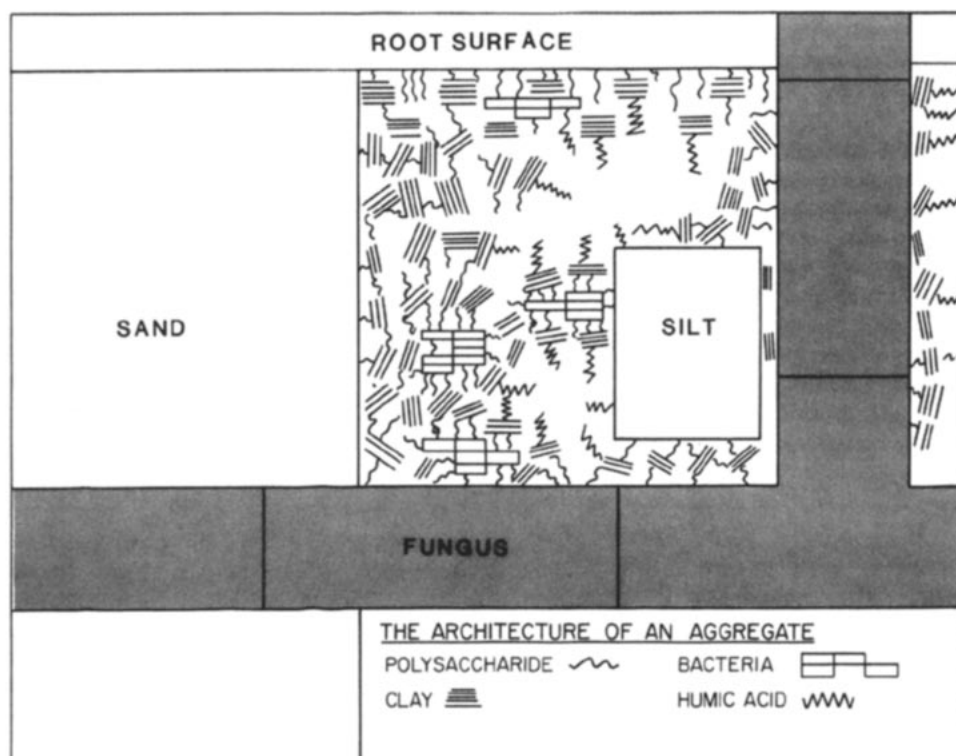 ROOT SURFACE
SAND
SILT
FUNGUS
THE ARCHITECTURE OF AN AGGREGATE
POLYSACCHARIDE
BACTERIA
CLAY
HUMIC ACID